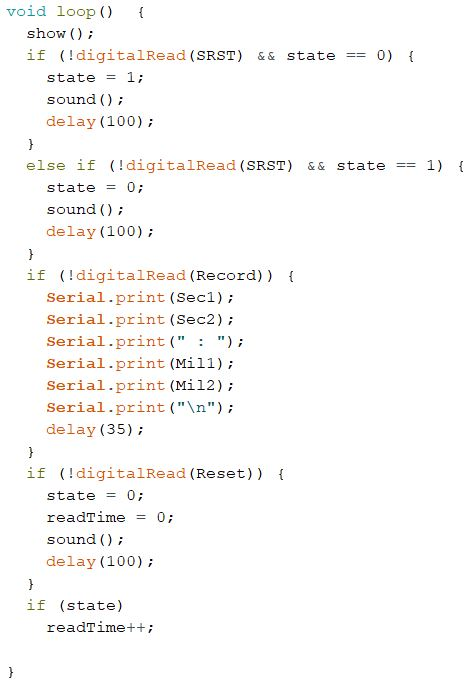 void loop()  {
  show();
  if (!digitalRead(SRST) && state == 0) {
    state = 1;
    sound();
    delay(100);
  }
  else if (!digitalRead(SRST) && state == 1) {
    state = 0;
    sound();
    delay(100);
  }
  if (!digitalRead(Record)) {
    Serial.print(Sec1);
    Serial.print(Sec2);
    Serial.print(" : ");
    Serial.print(Mil1);
    Serial.print(Mil2);
    Serial.print("\n");
    delay(35);
  }
  if (!digitalRead(Reset)) {
    state = 0;
    readTime = 0;
    sound();
    delay(100);
  }
  if (state)
    readTime++;

}